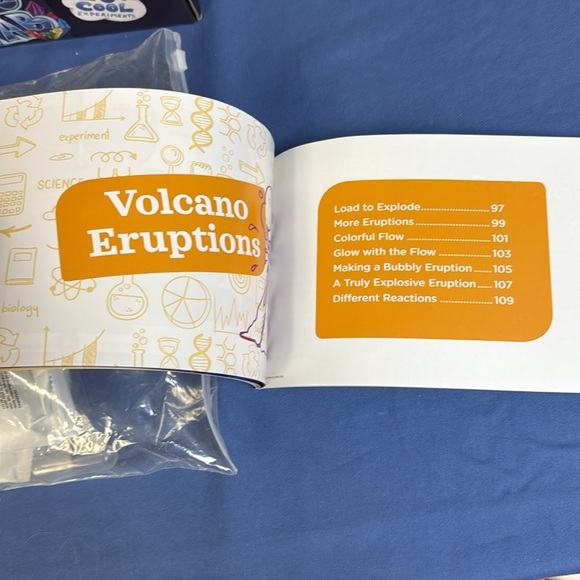 LAB
COOL
EXPERIMENTS
experiment
SCIENCE
Volcano
Eruptions
biology
Load to Explode 97
More Eruptions 99
Colorful Flow 101
Glow with the Flow 103
Making a Bubbly Eruption 105
A Truly Explosive Eruption 107
Different Reactions 109